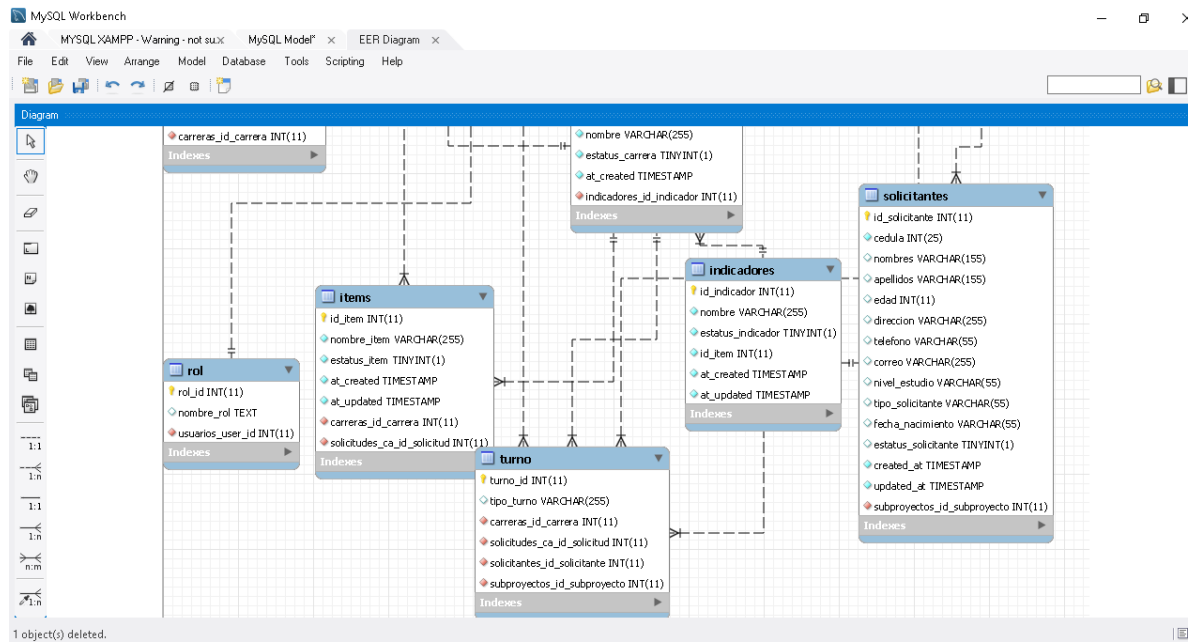 MySQL Workbench
MYSQL XAMPP - Warning - not su... MySQL Model* EER Diagram
File Edit View Arrange Model Database Tools Scripting Help
Diagram
carreras_id_carrera INT(11)
Indexes
nombre VARCHAR(255)
estatus_carrera TINYINT(1)
at_created TIMESTAMP
indicadores_id_indicador INT(11)
Indexes
solicitantes
id_solicitante INT(11)
cedula INT(25)
nombres VARCHAR(155)
apellidos VARCHAR(155)
edad INT(11)
direccion VARCHAR(255)
telefono VARCHAR(55)
correo VARCHAR(255)
nivel_estudio VARCHAR(55)
tipo_solicitante VARCHAR(55)
fecha_nacimiento VARCHAR(55)
estatus_solicitante TINYINT(1)
created_at TIMESTAMP
updated_at TIMESTAMP
subproyectos_id_subproyecto INT(11)
Indexes
indicadores
id_indicador INT(11)
nombre VARCHAR(255)
estatus_indicador TINYINT(1)
id_item INT(11)
at_created TIMESTAMP
at_updated TIMESTAMP
Indexes
items
id_item INT(11)
nombre_item VARCHAR(255)
estatus_item TINYINT(1)
at_created TIMESTAMP
at_updated TIMESTAMP
carreras_id_carrera INT(11)
solicitudes_ca_id_solicitud INT(11)
Indexes
rol
rol_id INT(11)
nombre_rol TEXT
usuarios_user_id INT(11)
Indexes
turno
turno_id INT(11)
tipo_turno VARCHAR(255)
carreras_id_carrera INT(11)
solicitudes_ca_id_solicitud INT(11)
solicitantes_id_solicitante INT(11)
subproyectos_id_subproyecto INT(11)
Indexes
1:1
1:n
1:1
1:n
n:m
1:n
1 object(s) deleted.